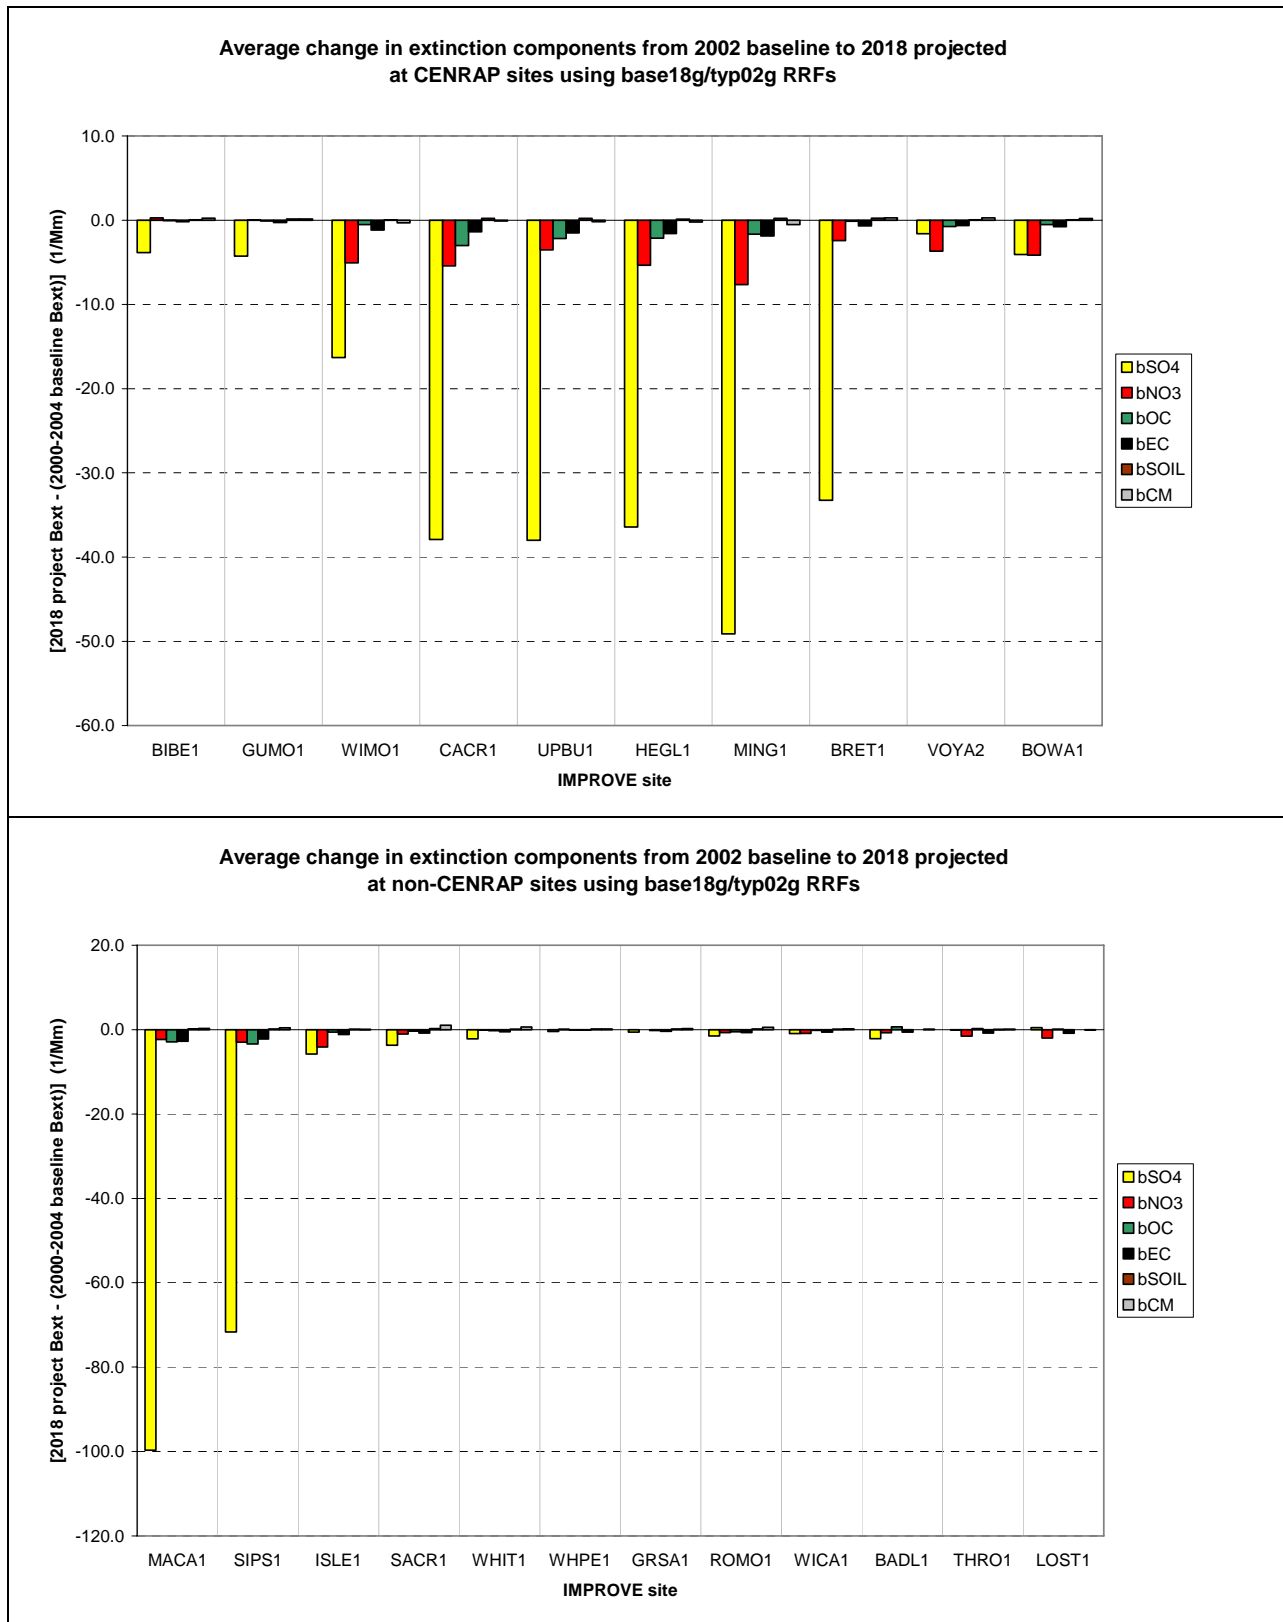 Average change in extinction components from 2002 baseline to 2018 projected
at CENRAP sites using base18g/typ02g RRFs
[2018 project Bext - (2000-2004 baseline Bext)] (1/Mm)
10.0
0.0
-10.0
-20.0
-30.0
-40.0
-50.0
-60.0
bSO4
bNO3
bOC
bEC
bSOIL
bCM
BIBE1 GUMO1 WIMO1 CACR1 UPBU1 HEGL1 MING1 BRET1 VOYA2 BOWA1
IMPROVE site
Average change in extinction components from 2002 baseline to 2018 projected
at non-CENRAP sites using base18g/typ02g RRFs
[2018 project Bext - (2000-2004 baseline Bext)] (1/Mm)
20.0
0.0
-20.0
-40.0
-60.0
-80.0
-100.0
-120.0
bSO4
bNO3
bOC
bEC
bSOIL
bCM
MACA1 SIPS1 ISLE1 SACR1 WHIT1 WHPE1 GRSA1 ROMO1 WICA1 BADL1 THRO1 LOST1
IMPROVE site